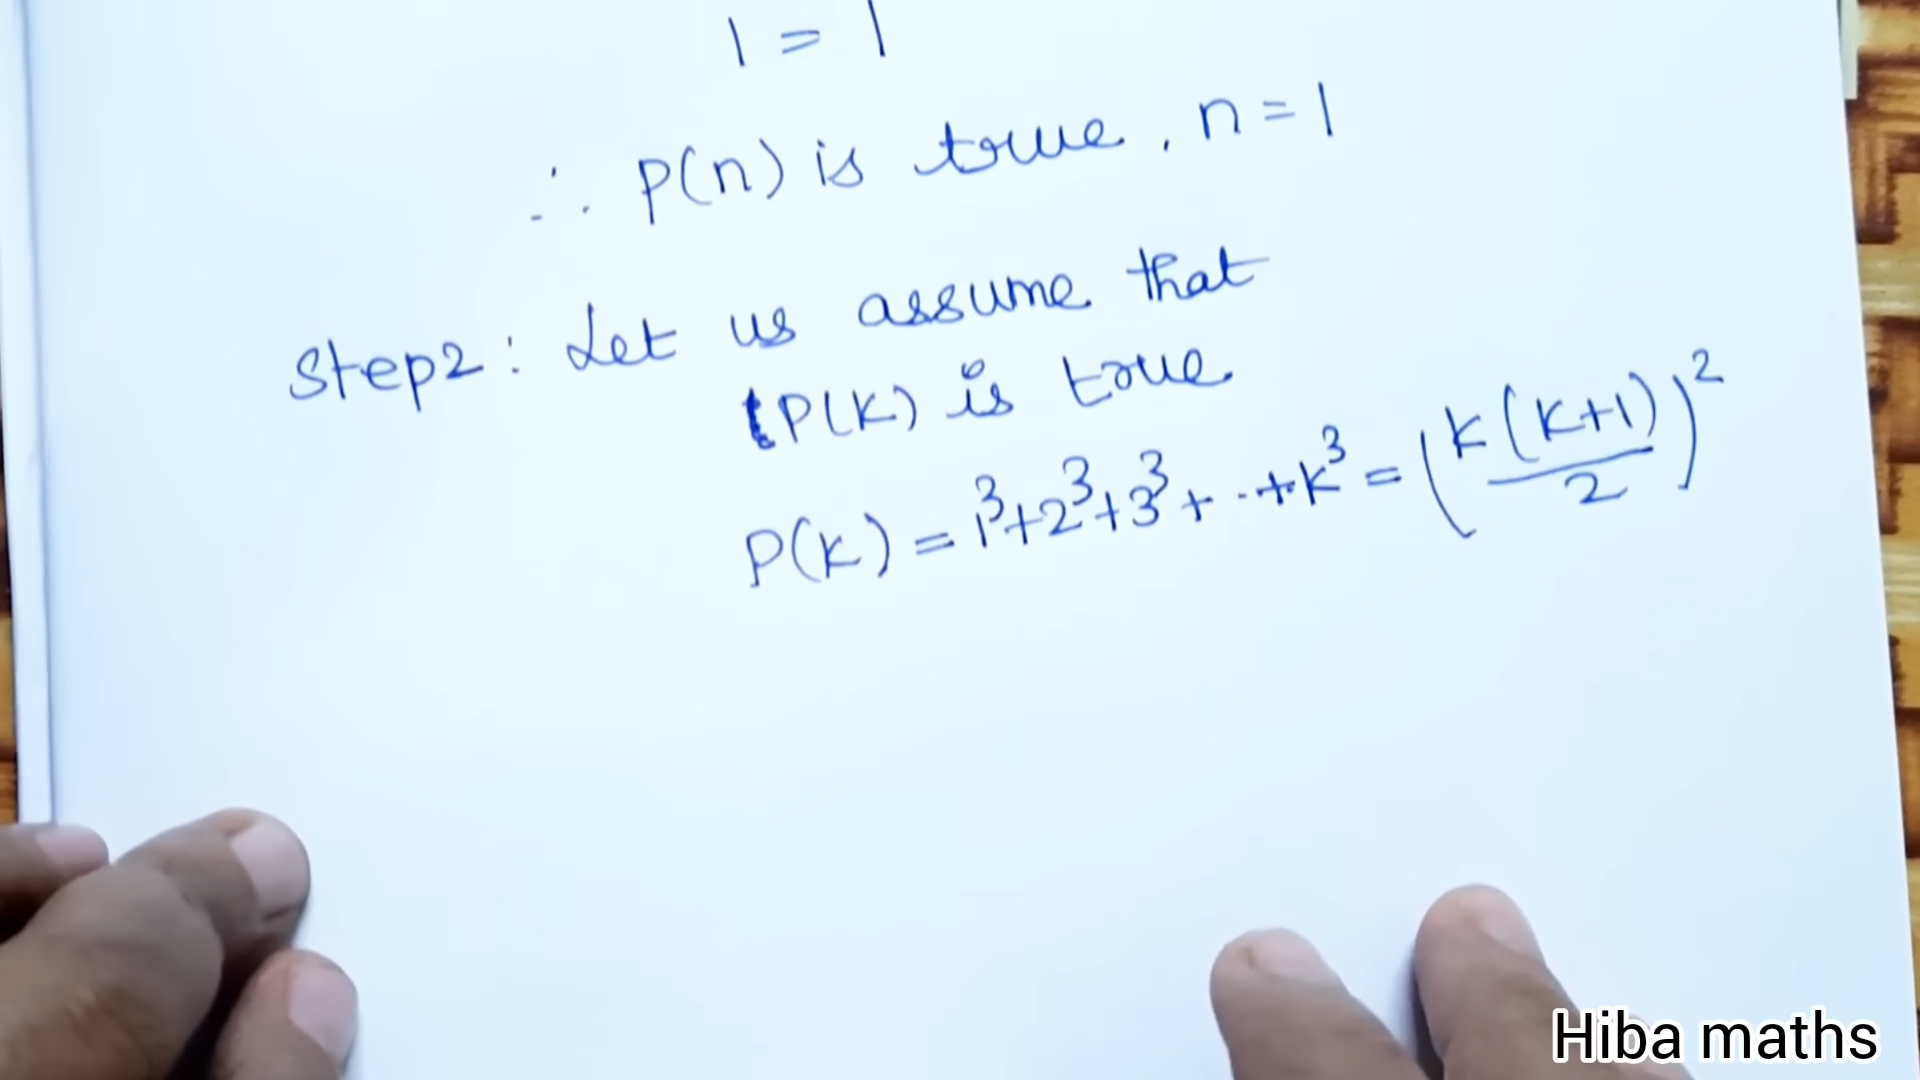 1 = 1
∴ P(n) is true, n = 1
Step2: Let us assume that
P(K) is true
P(K) = 1³+2³+3³+ ··+K³ = (K(K+1)/2)²
Hiba maths